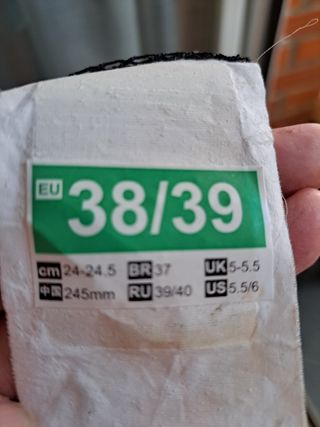 EU 38/39
cm 24-24.5 BR 37 UK 5-5.5
中国 245mm RU 39/40 US 5.5/6